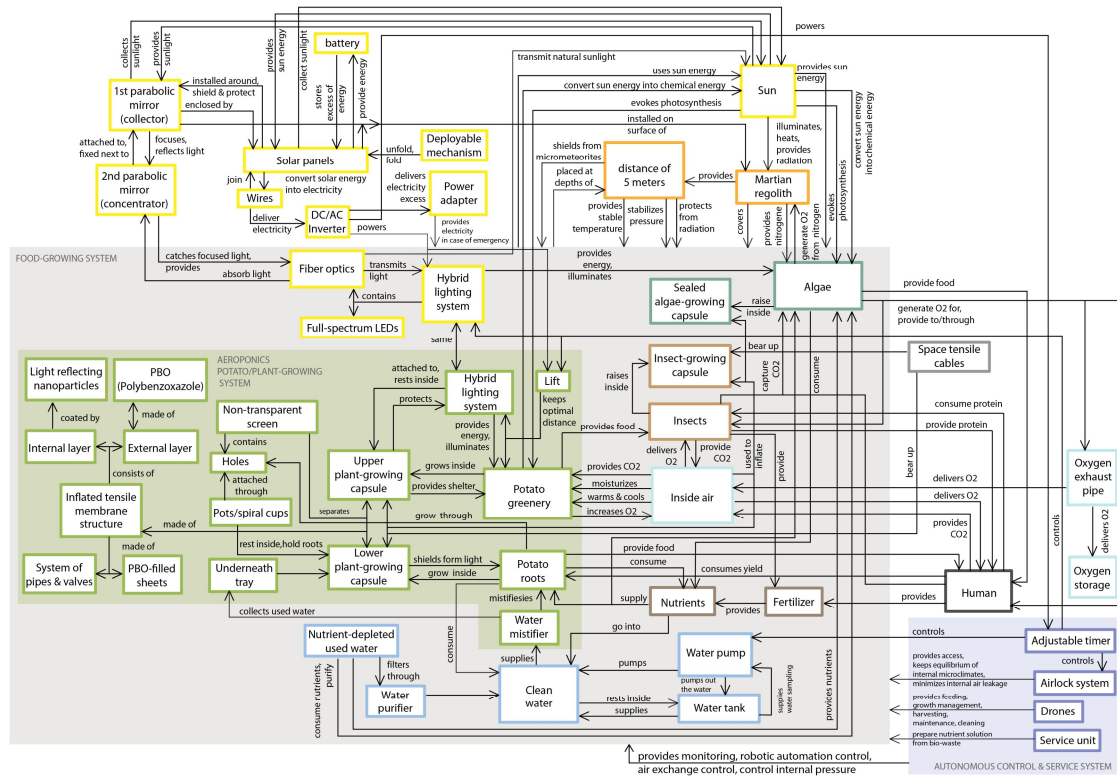 collects
sunlight
provides
sunlight
provides
sun energy
collect sunlight
battery
powers
transmit natural sunlight
uses sun energy
convert sun energy into chemical energy
evokes photosynthesis
Sun
provides sun
energy
1st parabolic
mirror
(collector)
installed around,
shield & protect
enclosed by
stores
excess of
energy
provide energy
installed on
surface of
illuminates,
heats,
provides
radiation
convert sun energy
into chemical energy
attached to,
fixed next to
focuses,
reflects light
Solar panels
unfold,
fold
Deployable
mechanism
shields from
micrometeorites
placed at
depths of
distance of
5 meters
provides
Martian
regolith
evokes
photosynthesis
2nd parabolic
mirror
(concentrator)
join
convert solar energy
into electricity
Wires
delivers
electricity
excess
Power
adapter
deliver
electricity
DC/AC
Inverter
powers
provides
electricity
in case of emergency
provides
stable
temperature
stabilizes
pressure
protects
from
radiation
covers
provides
nitrogene
generate O2
from nitrogen
FOOD-GROWING SYSTEM
catches focused light,
provides
absorb light
Fiber optics
transmits
light
Hybrid
lighting
system
provides
energy,
illuminates
Algae
provide food
contains
Full-spectrum LEDs
Sealed
algae-growing
capsule
raise
inside
generate O2 for,
provide to/through
same
AEROPONICS
POTATO/PLANT-GROWING
SYSTEM
Light reflecting
nanoparticles
PBO
(Polybenzoxazole)
attached to,
rests inside
Hybrid
lighting
system
Lift
raises
inside
Insect-growing
capsule
bear up
capture
CO2
consume
Space tensile
cables
Non-transparent
screen
protects
keeps
optimal
distance
coated by
made of
provides
energy,
illuminates
provides food
Insects
consume protein
provide protein
Internal layer
External layer
contains
Holes
delivers
O2
provide
CO2
used to
inflate
provide
bear up
consists of
attached
through
Upper
plant-growing
capsule
grows inside
provides shelter
Potato
greenery
provides CO2
moisturizes
warms & cools
increases O2
Inside air
delivers O2
delivers O2
provides
CO2
Oxygen
exhaust
pipe
Inflated tensile
membrane
structure
Pots/spiral cups
separates
grow through
controls
delivers O2
made of
made of
rest inside,hold roots
System of
pipes & valves
PBO-filled
sheets
Underneath
tray
Lower
plant-growing
capsule
shields form light
grow inside
Potato
roots
provide food
consume
consumes yield
Oxygen
storage
mistifiesies
supply
Nutrients
provides
Fertilizer
provides
Human
collects used water
Water
mistifier
go into
Nutrient-depleted
used water
consume
supplies
Water pump
controls
Adjustable timer
consume nutrients,
purify
filters
through
Clean
water
pumps
pumps out
the water
supplies
water sampling
provices nutrients
provides access,
keeps equilibrium of
internal microclimates,
minimizes internal air leakage
controls
Airlock system
Water
purifier
rests inside
supplies
Water tank
provides feeding,
growth management,
harvesting,
maintenance, cleaning
Drones
prepare nutrient solution
from bio-waste
Service unit
provides monitoring, robotic automation control,
air exchange control, control internal pressure
AUTONOMOUS CONTROL & SERVICE SYSTEM